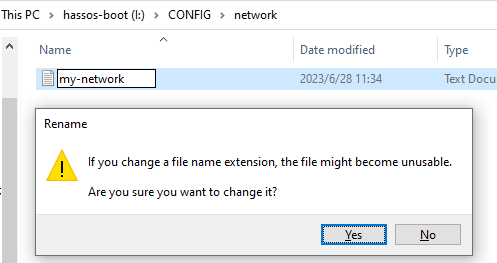 This PC > hassos-boot (I:) > CONFIG > network
Name Date modified Type
my-network 2023/6/28 11:34 Text Docu
Rename
If you change a file name extension, the file might become unusable.
Are you sure you want to change it?
Yes No